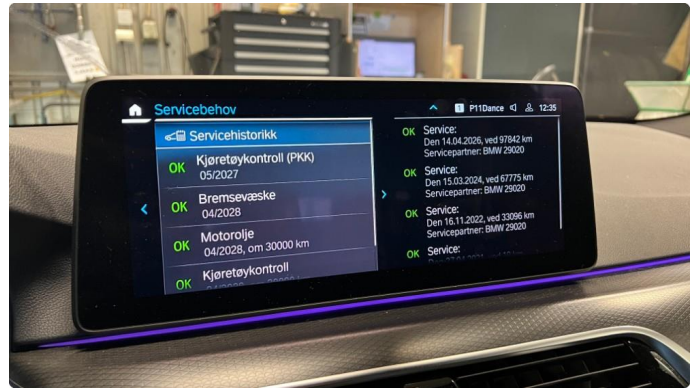 Servicebehov
1 P11Dance 12:35
Servicehistorikk
OK Kjøretøykontroll (PKK)
05/2027
OK Bremsevæske
04/2028
OK Motorolje
04/2028, om 30000 km
OK Kjøretøykontroll
OK Service:
Den 14.04.2026, ved 97842 km
Servicepartner: BMW 29020
OK Service:
Den 15.03.2024, ved 67775 km
Servicepartner: BMW 29020
OK Service:
Den 16.11.2022, ved 33096 km
Servicepartner: BMW 29020
OK Service: